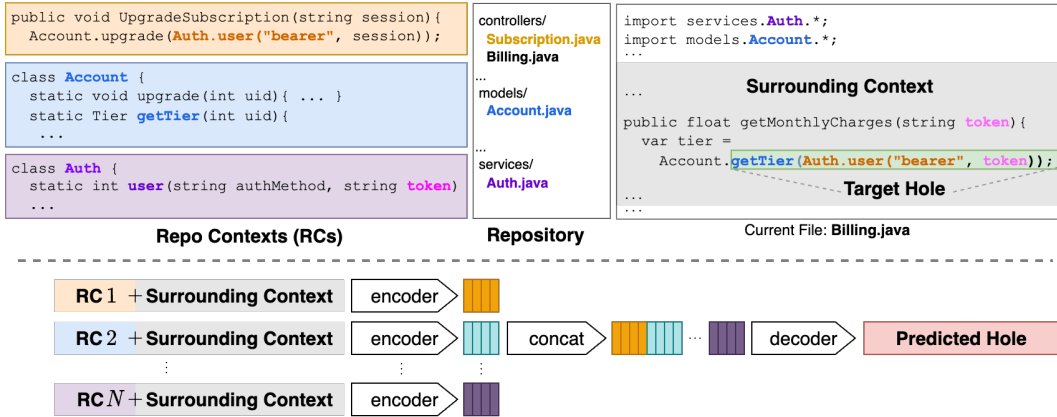 public void UpgradeSubscription(string session){
Account.upgrade(Auth.user("bearer", session));
class Account {
static void upgrade(int uid){ ... }
static Tier getTier(int uid){
...
class Auth {
static int user(string authMethod, string token)
...
Repo Contexts (RCs)
controllers/
Subscription.java
Billing.java
...
models/
Account.java
...
services/
Auth.java
Repository
import services.Auth.*;
import models.Account.*;
...
Surrounding Context
...
public float getMonthlyCharges(string token){
var tier =
Account.getTier(Auth.user("bearer", token));
Target Hole
...
...
Current File: Billing.java
RC 1 + Surrounding Context
encoder
RC 2 + Surrounding Context
encoder
concat
...
decoder
Predicted Hole
⋮
⋮
⋮
RC N + Surrounding Context
encoder